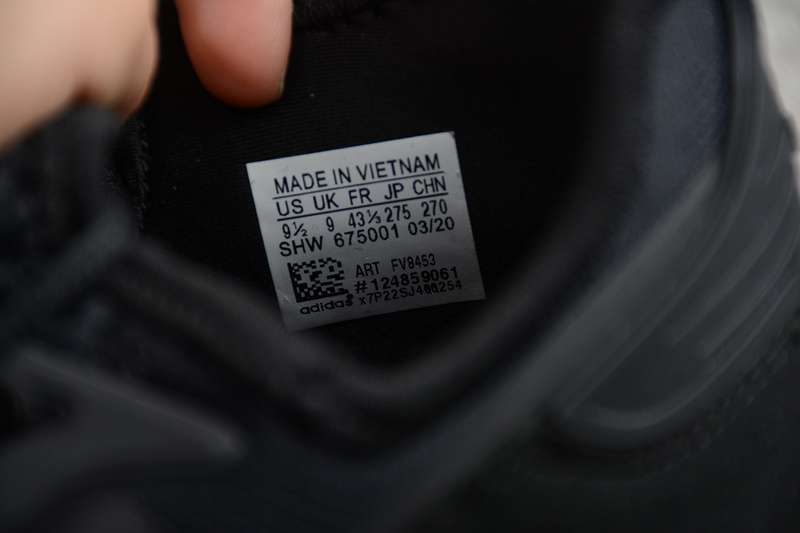 MADE IN VIETNAM
US UK FR JP CHN
9½ 9 43⅓ 275 270
SHW 675001 03/20
ART FV8453
#124859061
adidas x7P22SJ486254